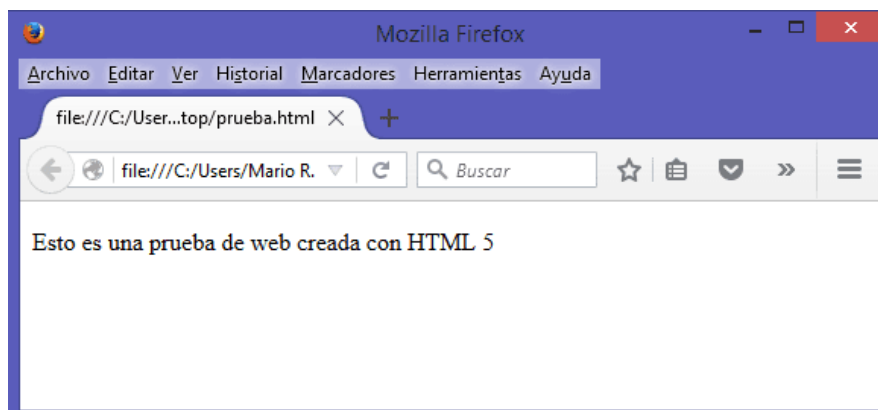 Mozilla Firefox
Archivo Editar Ver Historial Marcadores Herramientas Ayuda
file:///C:/User...top/prueba.html
file:///C:/Users/Mario R. Buscar
Esto es una prueba de web creada con HTML 5